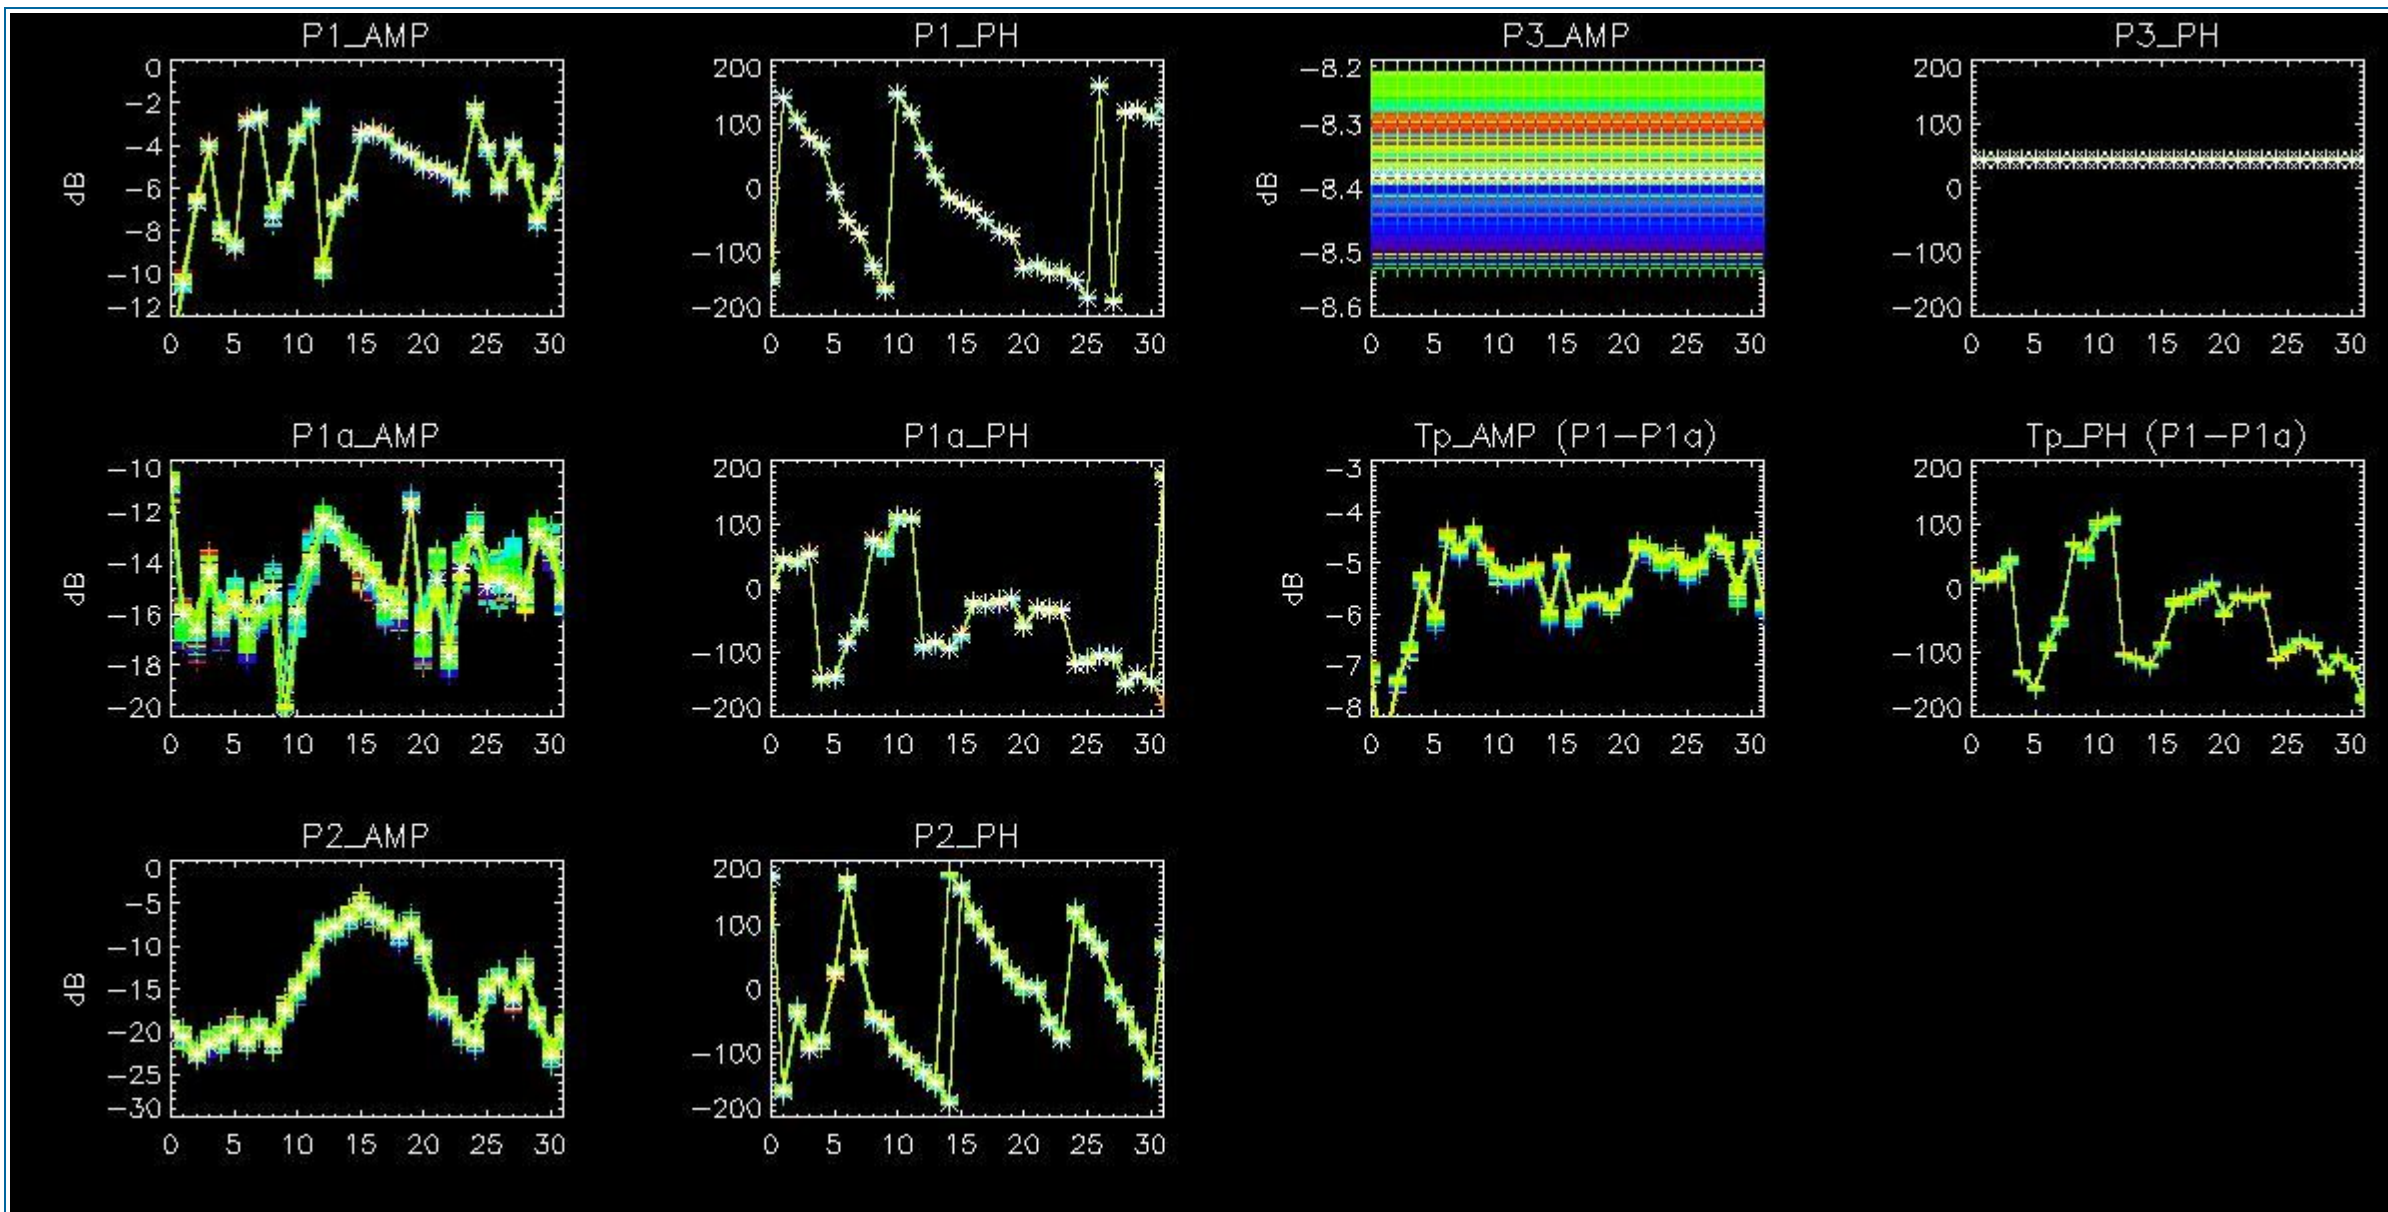 P1_AMP
0
−2
−4
−6
−8
−10
−12
dB
0 5 10 15 20 25 30
P1_PH
200
100
0
−100
−200
0 5 10 15 20 25 30
P3_AMP
−8.2
−8.3
−8.4
−8.5
−8.6
dB
0 5 10 15 20 25 30
P3_PH
200
100
0
−100
−200
0 5 10 15 20 25 30
P1a_AMP
−10
−12
−14
−16
−18
−20
dB
0 5 10 15 20 25 30
P1a_PH
200
100
0
−100
−200
0 5 10 15 20 25 30
Tp_AMP (P1−P1a)
−3
−4
−5
−6
−7
−8
dB
0 5 10 15 20 25 30
Tp_PH (P1−P1a)
200
100
0
−100
−200
0 5 10 15 20 25 30
P2_AMP
0
−5
−10
−15
−20
−25
−30
dB
0 5 10 15 20 25 30
P2_PH
200
100
0
−100
−200
0 5 10 15 20 25 30